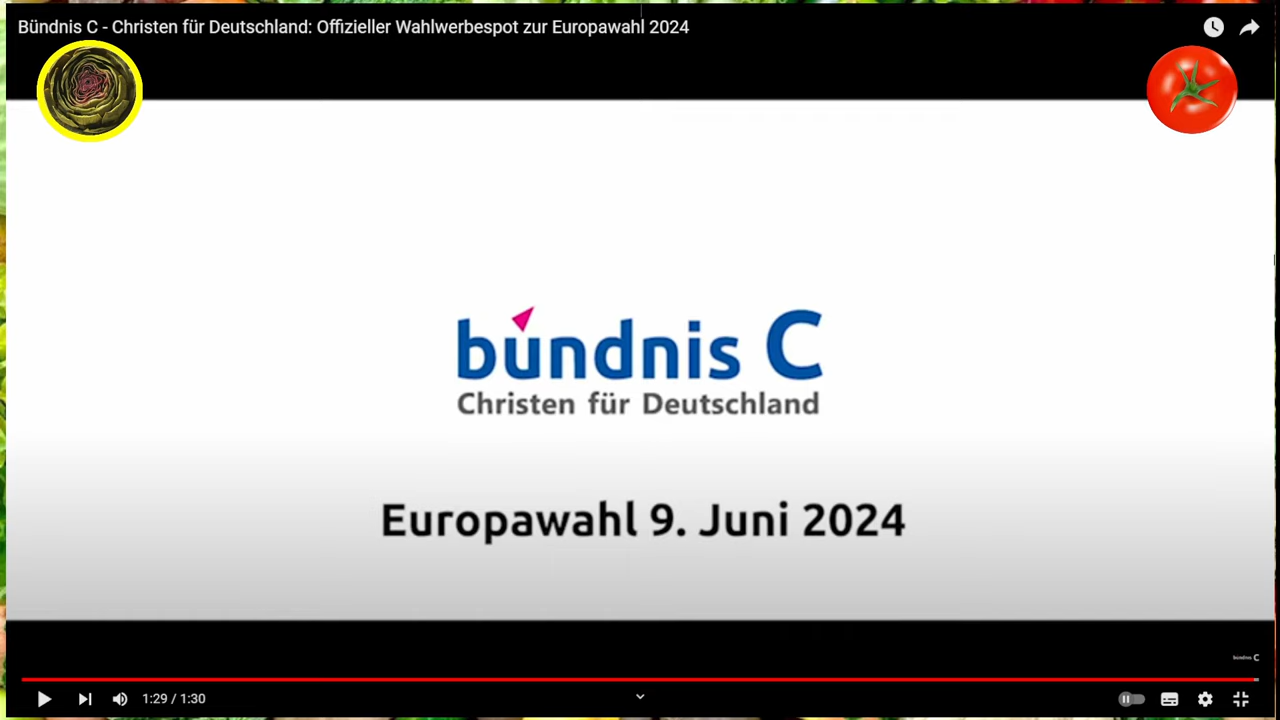 Bündnis C - Christen für Deutschland: Offizieller Wahlwerbespot zur Europawahl 2024
bündnis C
Christen für Deutschland
Europawahl 9. Juni 2024
bündnis C
1:29 / 1:30